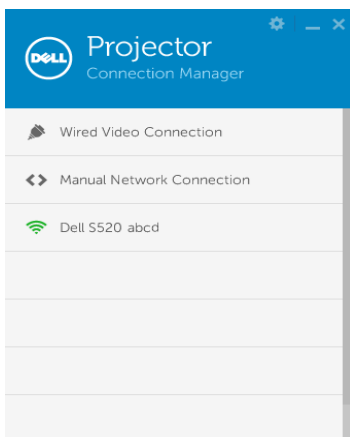 DELL
Projector
Connection Manager
Wired Video Connection
Manual Network Connection
Dell S520 abcd